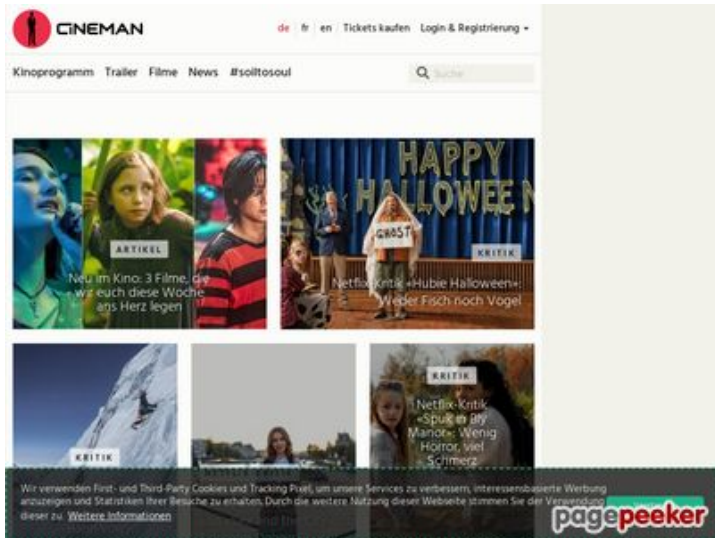 CINEMAN
de fr en Tickets kaufen Login & Registrierung
Kinoprogramm Trailer Filme News #soiltosoul
Suche
HAPPY
HALLOWEEN
GHOST
ARTIKEL
Neu im Kino: 3 Filme, die
wir euch diese Woche
ans Herz legen
KRITIK
Netflix-Kritik «Hubie Halloween»:
Weder Fisch noch Vogel
KRITIK
KRITIK
Netflix-Kritik
«Spuk in Bly
Manor»: Wenig
Horror, viel
Schmerz
Wir verwenden First- und Third-Party Cookies und Tracking Pixel, um unsere Services zu verbessern, interessensbasierte Werbung
anzuzeigen und Statistiken Ihrer Besuche zu erhalten. Durch die weitere Nutzung dieser Webseite stimmen Sie der Verwendung
dieser zu. Weitere Informationen
pagepeeker